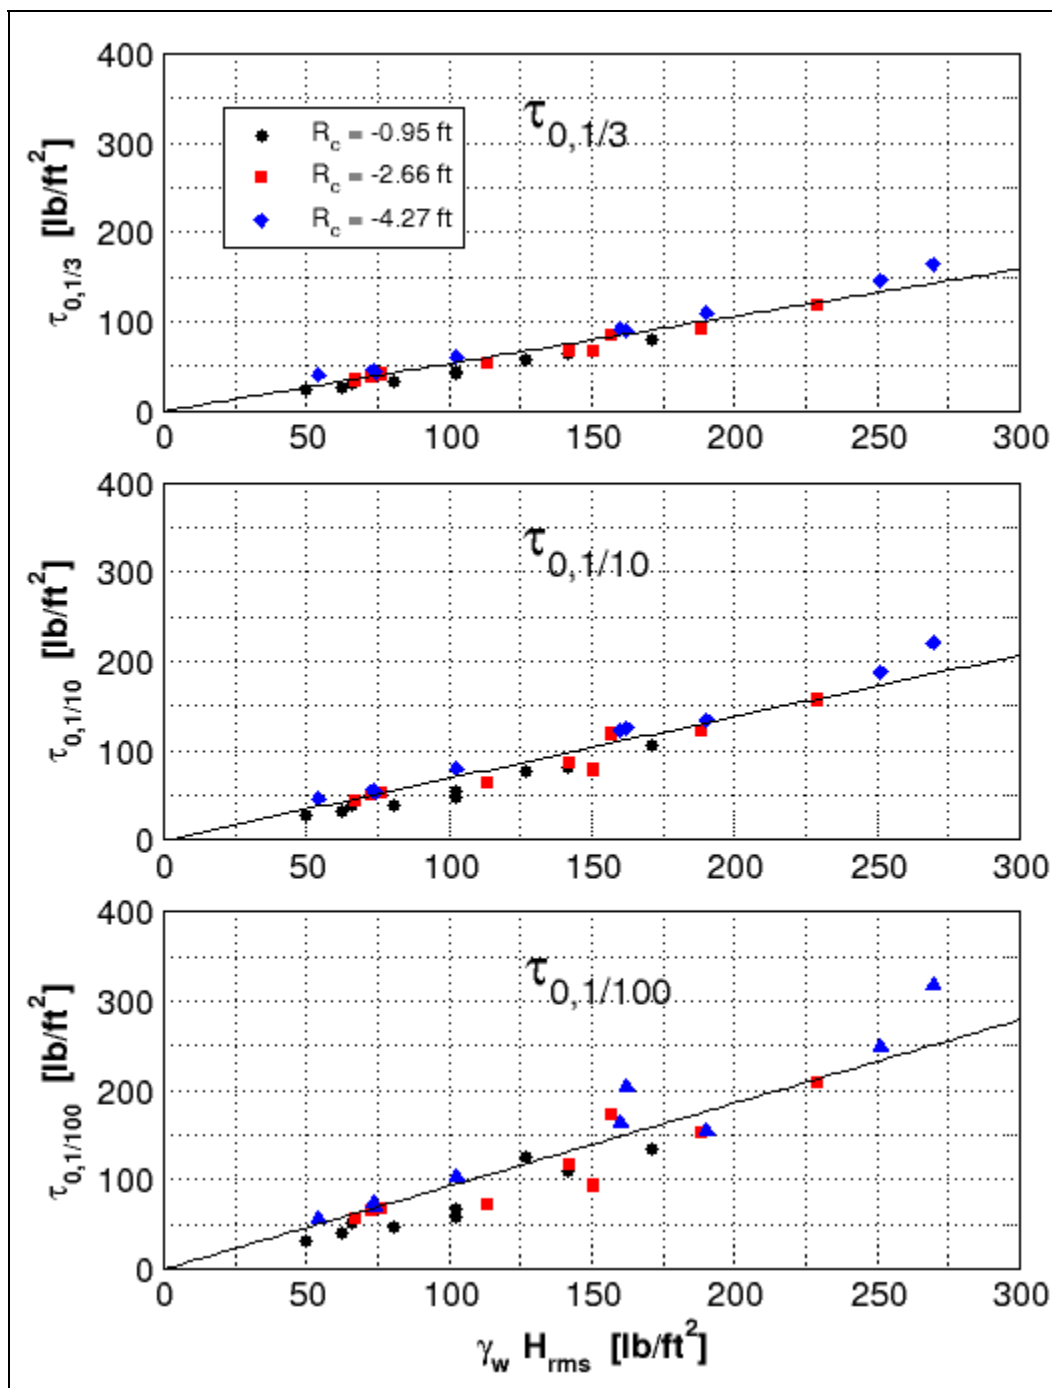 400
300
200
100
0
τ0,1/3 [lb/ft2]
τ0,1/3
Rc = -0.95 ft
Rc = -2.66 ft
Rc = -4.27 ft
0 50 100 150 200 250 300
400
300
200
100
0
τ0,1/10 [lb/ft2]
τ0,1/10
0 50 100 150 200 250 300
400
300
200
100
0
τ0,1/100 [lb/ft2]
τ0,1/100
0 50 100 150 200 250 300
γw Hrms [lb/ft2]